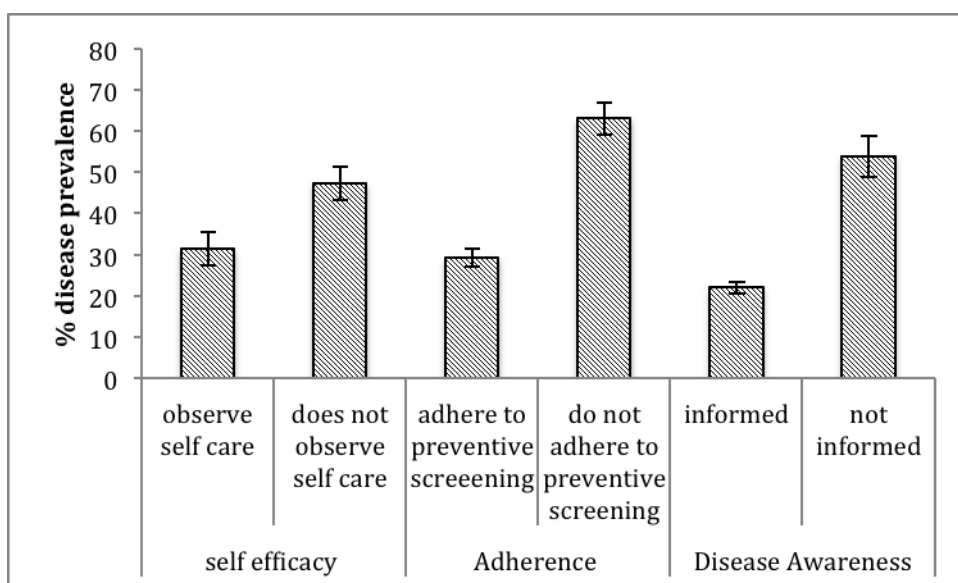 % disease prevalence
80
70
60
50
40
30
20
10
0
observe
self care
does not
observe
self care
adhere to
preventive
screeening
do not
adhere to
preventive
screening
informed
not
informed
self efficacy
Adherence
Disease Awareness